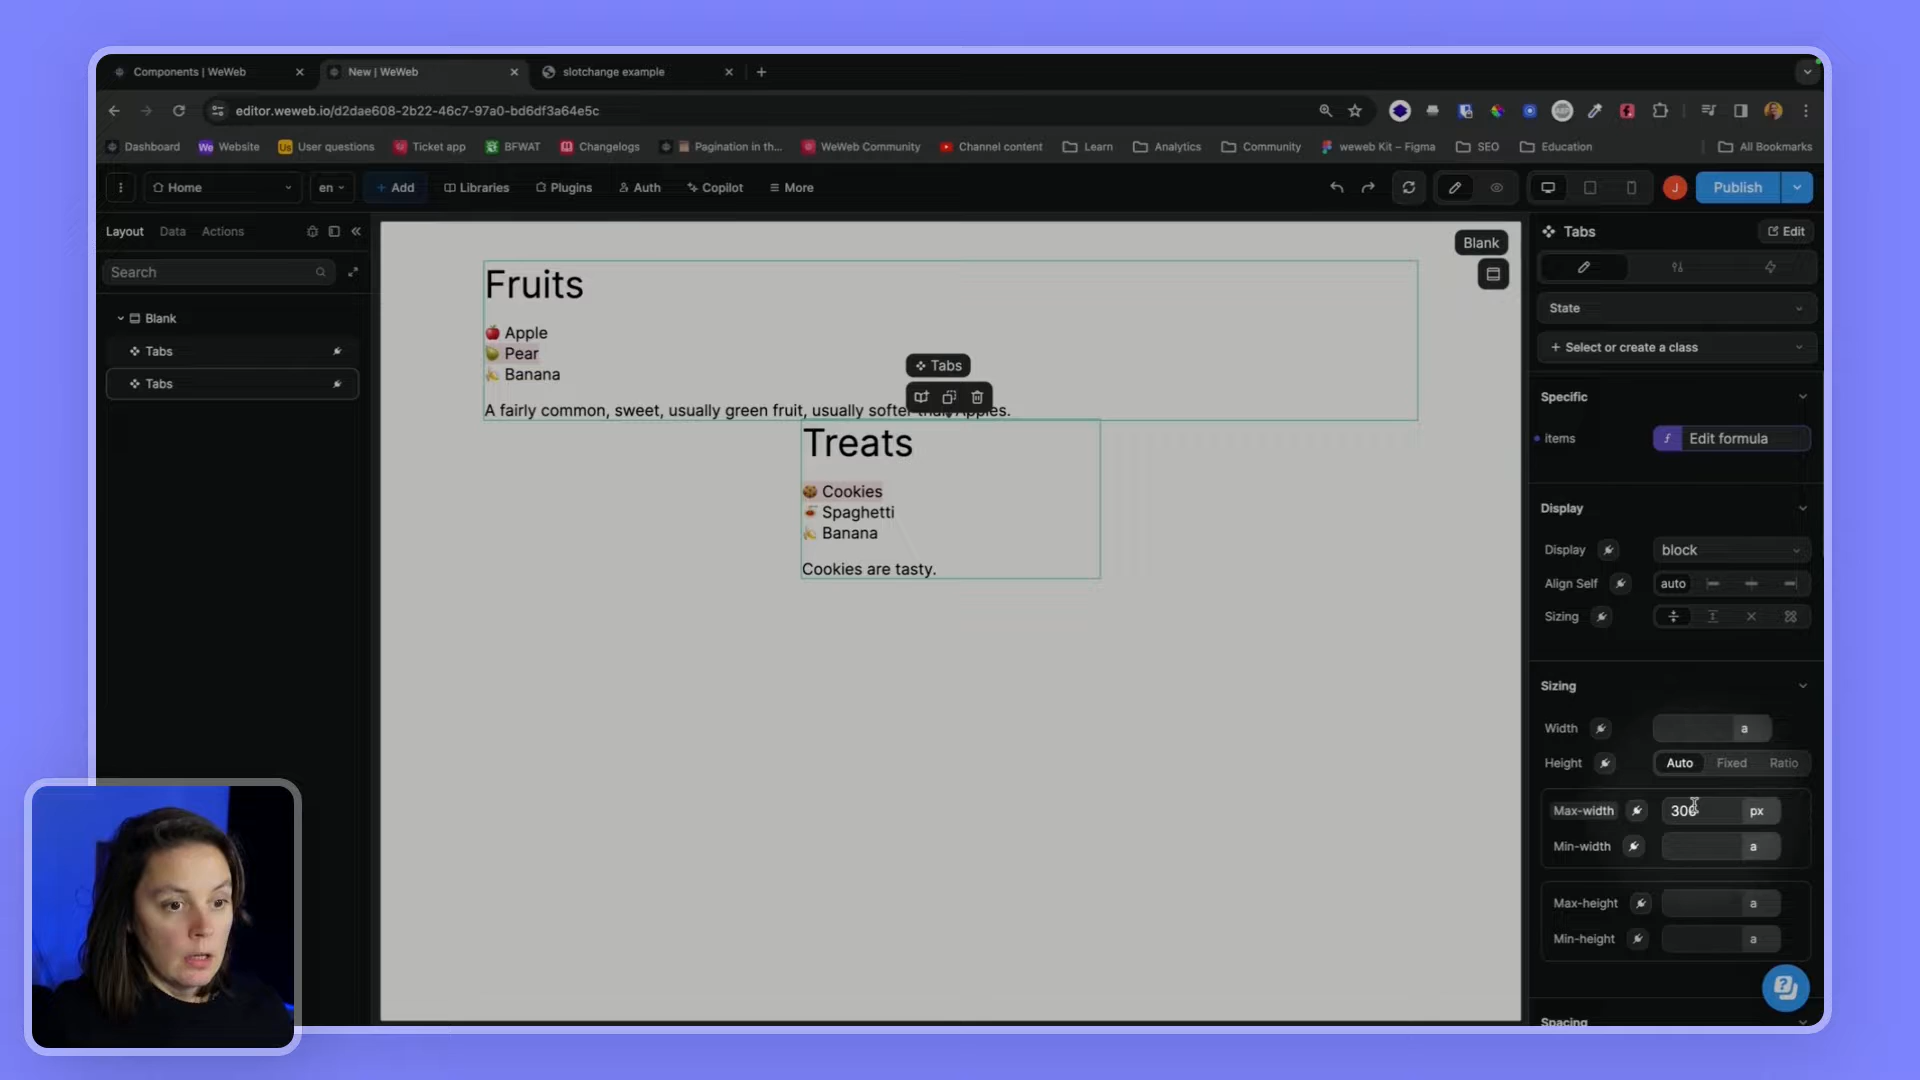 Components | WeWeb
New | WeWeb
slotchange example
editor.weweb.io/d2dae608-2b22-46c7-97a0-bd6df3a64e5c
Dashboard
We Website
Us User questions
Ticket app
BFWAT
Changelogs
Pagination in th...
WeWeb Community
Channel content
Learn
Analytics
Community
weweb Kit – Figma
SEO
Education
All Bookmarks
Home
en
+ Add
Libraries
Plugins
Auth
Copilot
More
J
Publish
Layout
Data
Actions
Search
Blank
Tabs
Tabs
Blank
Fruits
Apple
Pear
Banana
Tabs
A fairly common, sweet, usually green fruit, usually softer than Apples.
Treats
Cookies
Spaghetti
Banana
Cookies are tasty.
Tabs
Edit
State
+ Select or create a class
Specific
items
f Edit formula
Display
Display
block
Align Self
auto
Sizing
Sizing
Width
a
Height
Auto
Fixed
Ratio
Max-width
300
px
Min-width
a
Max-height
a
Min-height
a
Spacing